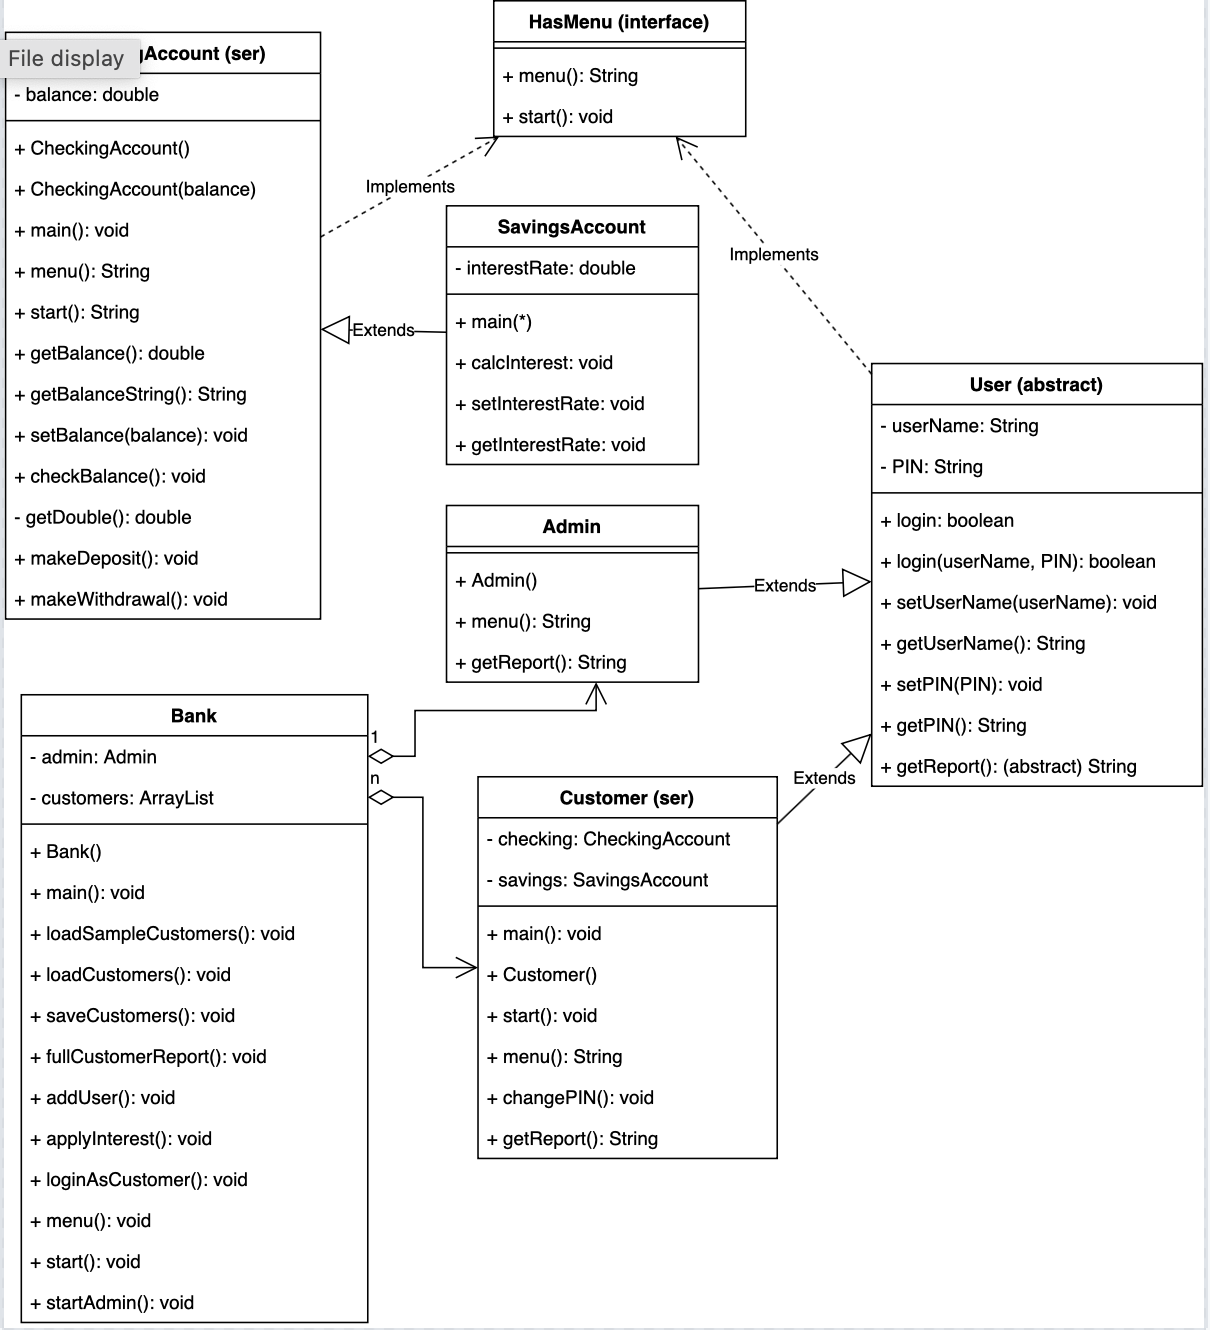 File display
gAccount (ser)
- balance: double
+ CheckingAccount()
+ CheckingAccount(balance)
+ main(): void
+ menu(): String
+ start(): String
+ getBalance(): double
+ getBalanceString(): String
+ setBalance(balance): void
+ checkBalance(): void
- getDouble(): double
+ makeDeposit(): void
+ makeWithdrawal(): void
HasMenu (interface)
+ menu(): String
+ start(): void
Implements
Implements
SavingsAccount
- interestRate: double
+ main(*)
+ calcInterest: void
+ setInterestRate: void
+ getInterestRate: void
Extends
User (abstract)
- userName: String
- PIN: String
+ login: boolean
+ login(userName, PIN): boolean
+ setUserName(userName): void
+ getUserName(): String
+ setPIN(PIN): void
+ getPIN(): String
+ getReport(): (abstract) String
Admin
+ Admin()
+ menu(): String
+ getReport(): String
Extends
Bank
- admin: Admin
- customers: ArrayList
+ Bank()
+ main(): void
+ loadSampleCustomers(): void
+ loadCustomers(): void
+ saveCustomers(): void
+ fullCustomerReport(): void
+ addUser(): void
+ applyInterest(): void
+ loginAsCustomer(): void
+ menu(): void
+ start(): void
+ startAdmin(): void
1
n
Customer (ser)
- checking: CheckingAccount
- savings: SavingsAccount
+ main(): void
+ Customer()
+ start(): void
+ menu(): String
+ changePIN(): void
+ getReport(): String
Extends